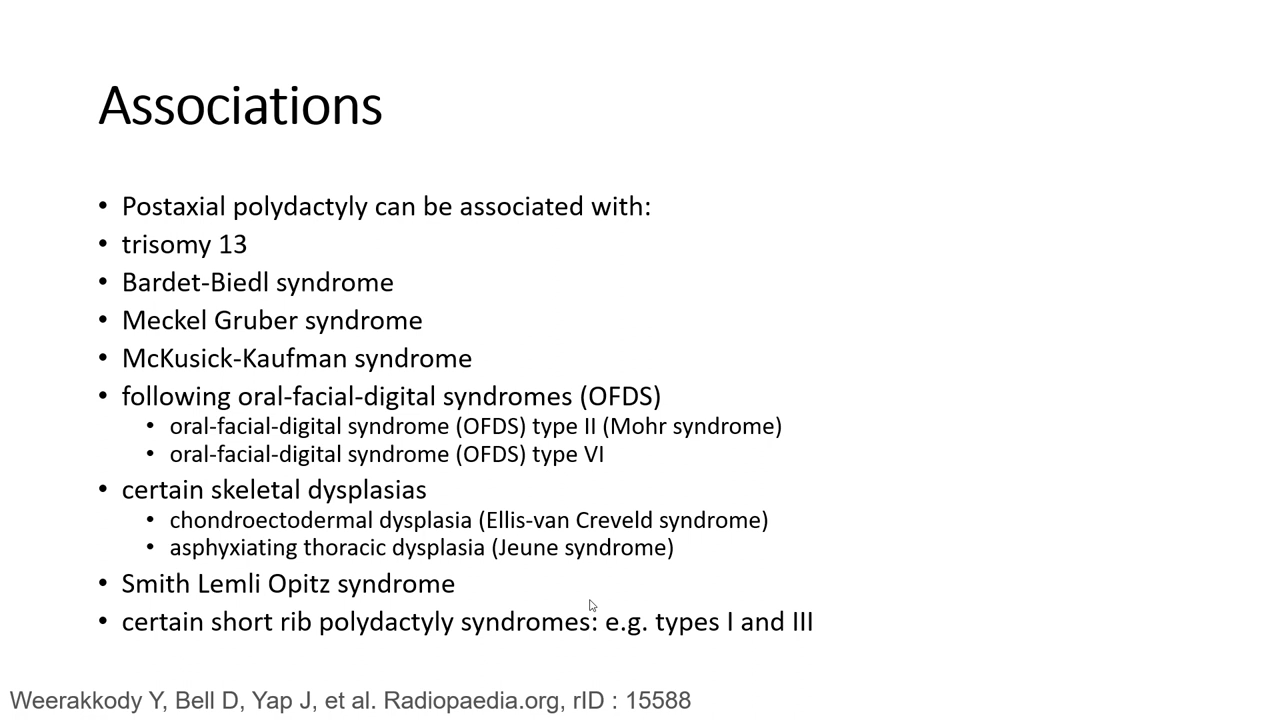 Associations
• Postaxial polydactyly can be associated with:
• trisomy 13
• Bardet-Biedl syndrome
• Meckel Gruber syndrome
• McKusick-Kaufman syndrome
• following oral-facial-digital syndromes (OFDS)
• oral-facial-digital syndrome (OFDS) type II (Mohr syndrome)
• oral-facial-digital syndrome (OFDS) type VI
• certain skeletal dysplasias
• chondroectodermal dysplasia (Ellis-van Creveld syndrome)
• asphyxiating thoracic dysplasia (Jeune syndrome)
• Smith Lemli Opitz syndrome
• certain short rib polydactyly syndromes: e.g. types I and III
Weerakkody Y, Bell D, Yap J, et al. Radiopaedia.org, rID : 15588